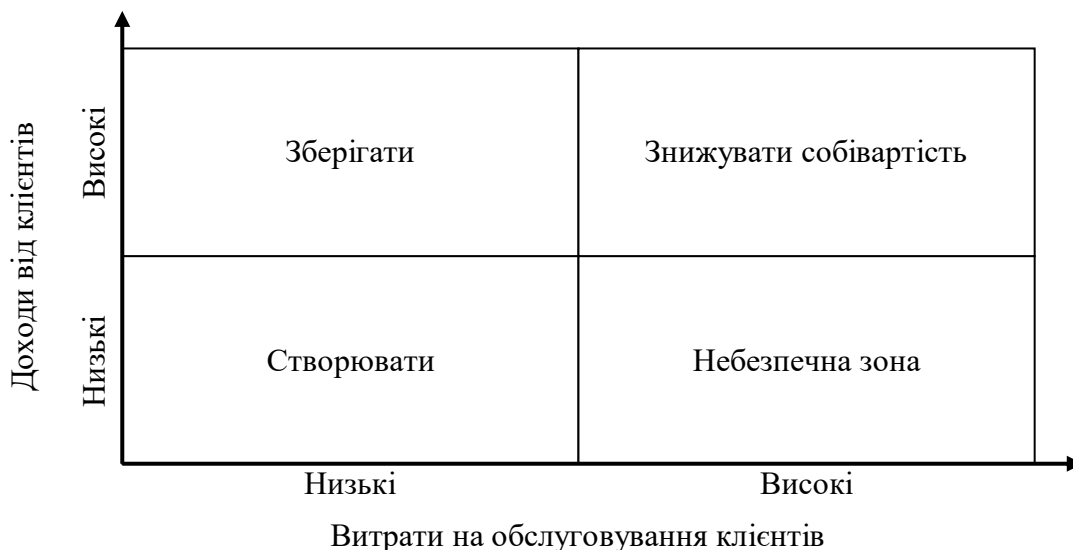 Доходи від клієнтів
Високі
Низькі
Зберігати
Знижувати собівартість
Створювати
Небезпечна зона
Низькі
Високі
Витрати на обслуговування клієнтів